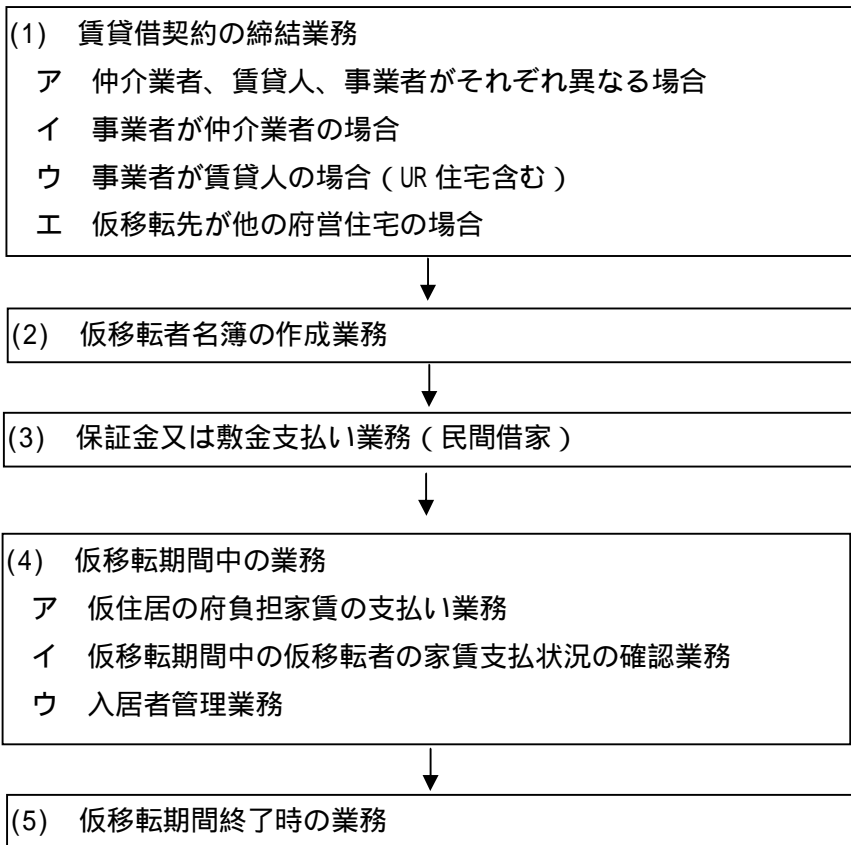 (1) 賃貸借契約の締結業務
ア 仲介業者、賃貸人、事業者がそれぞれ異なる場合
イ 事業者が仲介業者の場合
ウ 事業者が賃貸人の場合（UR 住宅含む）
エ 仮移転先が他の府営住宅の場合
(2) 仮移転者名簿の作成業務
(3) 保証金又は敷金支払い業務（民間借家）
(4) 仮移転期間中の業務
ア 仮住居の府負担家賃の支払い業務
イ 仮移転期間中の仮移転者の家賃支払状況の確認業務
ウ 入居者管理業務
(5) 仮移転期間終了時の業務